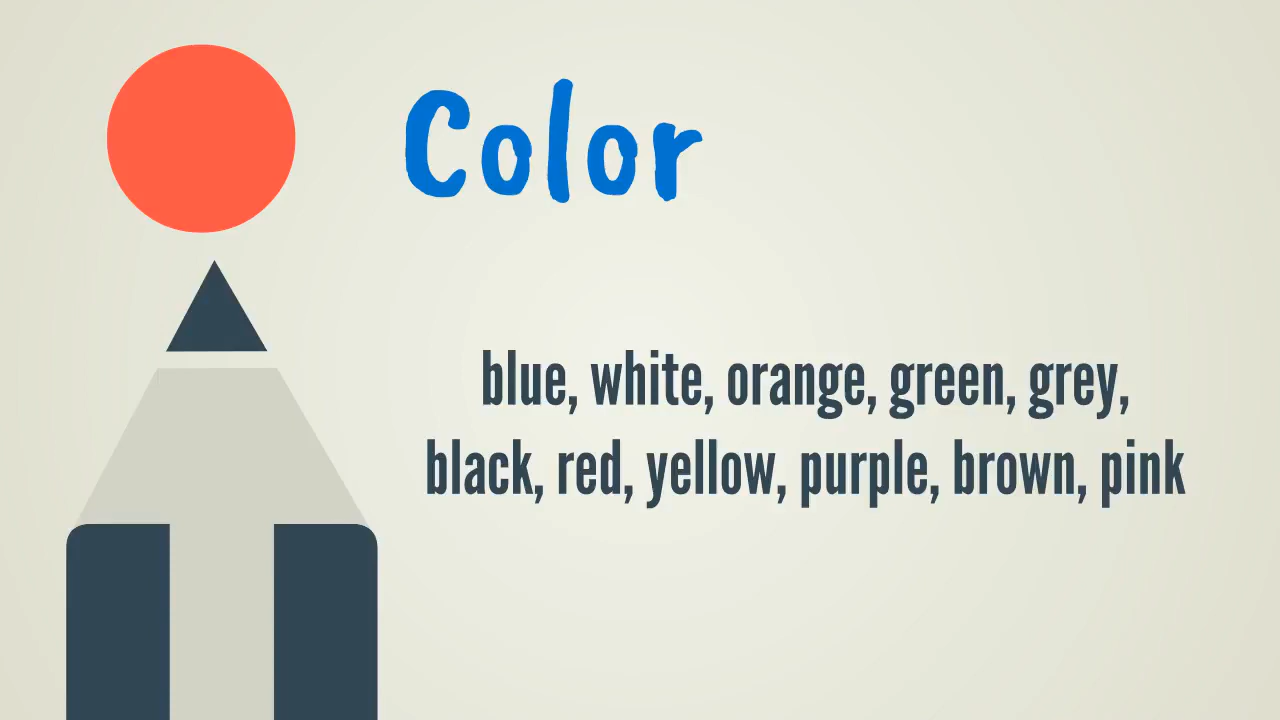 Color
blue, white, orange, green, grey,
black, red, yellow, purple, brown, pink